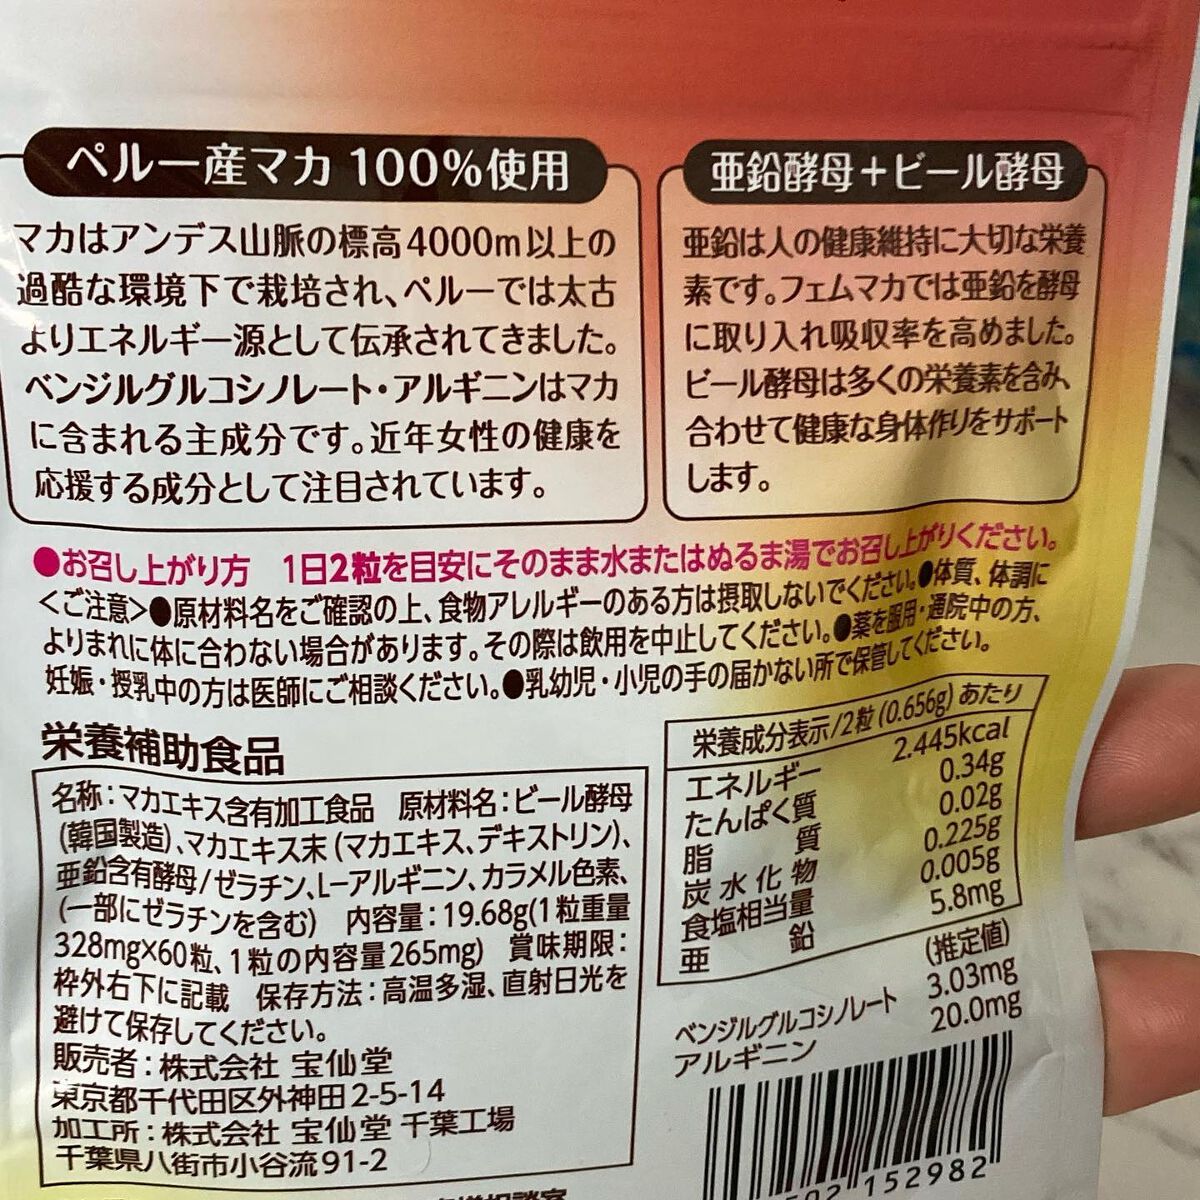 ペルー産マカ 100%使用
マカはアンデス山脈の標高4000m以上の
過酷な環境下で栽培され、ペルーでは太古
よりエネルギー源として伝承されてきました。
ベンジルグルコシノレート・アルギニンはマカ
に含まれる主成分です。近年女性の健康を
応援する成分として注目されています。
亜鉛酵母+ビール酵母
亜鉛は人の健康維持に大切な栄養
素です。フェムマカでは亜鉛を酵母
に取り入れ吸収率を高めました。
ビール酵母は多くの栄養素を含み、
合わせて健康な身体作りをサポート
します。
●お召し上がり方 1日2粒を目安にそのまま水またはぬるま湯でお召し上がりください。
<ご注意>●原材料名をご確認の上、食物アレルギーのある方は摂取しないでください。●体質、体調に
よりまれに体に合わない場合があります。その際は飲用を中止してください。●薬を服用・通院中の方、
妊娠・授乳中の方は医師にご相談ください。●乳幼児・小児の手の届かない所で保管してください。
栄養補助食品
名称:マカエキス含有加工食品 原材料名:ビール酵母
(韓国製造)、マカエキス末(マカエキス、デキストリン)、
亜鉛含有酵母/ゼラチン、L-アルギニン、カラメル色素、
(一部にゼラチンを含む) 内容量:19.68g(1粒重量
328mg×60粒、1粒の内容量265mg) 賞味期限:
枠外右下に記載 保存方法:高温多湿、直射日光を
避けて保存してください。
販売者:株式会社 宝仙堂
東京都千代田区外神田2-5-14
加工所:株式会社 宝仙堂 千葉工場
千葉県八街市小谷流91-2
栄養成分表示/2粒(0.656g)あたり
エネルギー 2.445kcal
たんぱく質 0.34g
脂質 0.02g
炭水化物 0.225g
食塩相当量 0.005g
亜鉛 5.8mg
(推定値)
ベンジルグルコシノレート 3.03mg
アルギニン 20.0mg
152982